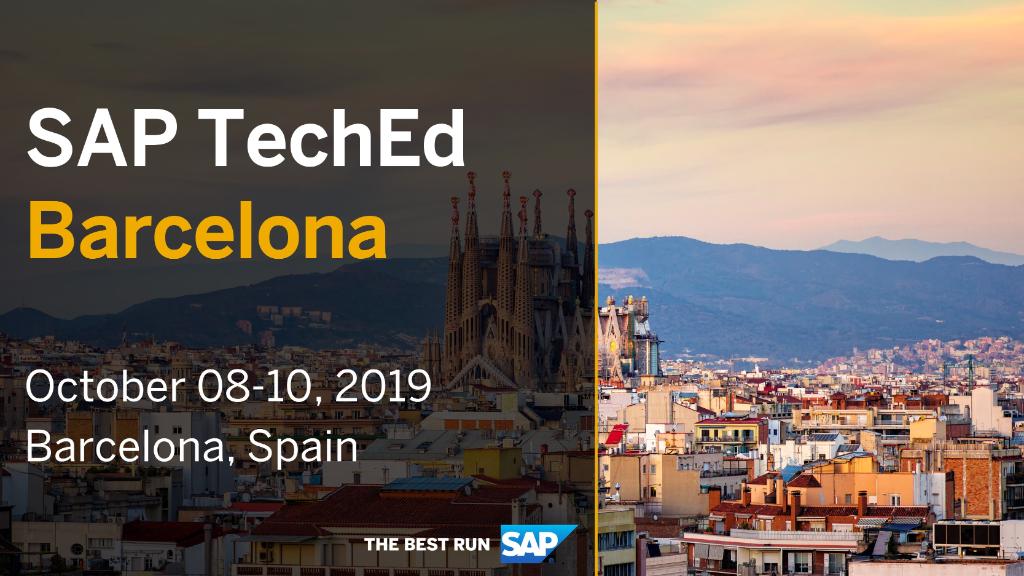 SAP TechEd
Barcelona
October 08-10, 2019
Barcelona, Spain
THE BEST RUN SAP